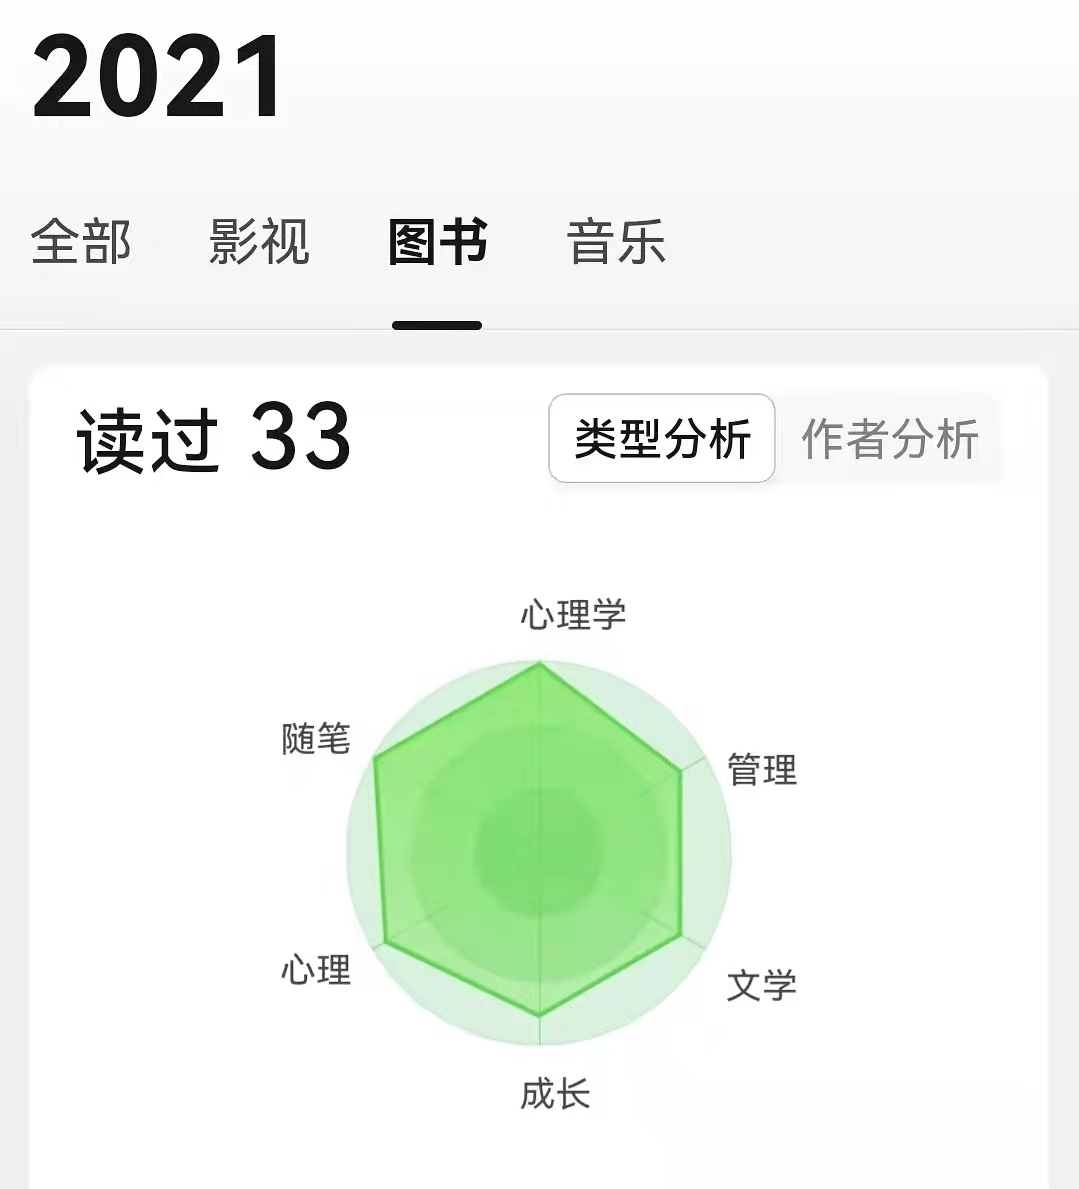 2021
全部 影视 图书 音乐
读过 33 类型分析 作者分析
心理学
随笔
管理
心理
文学
成长